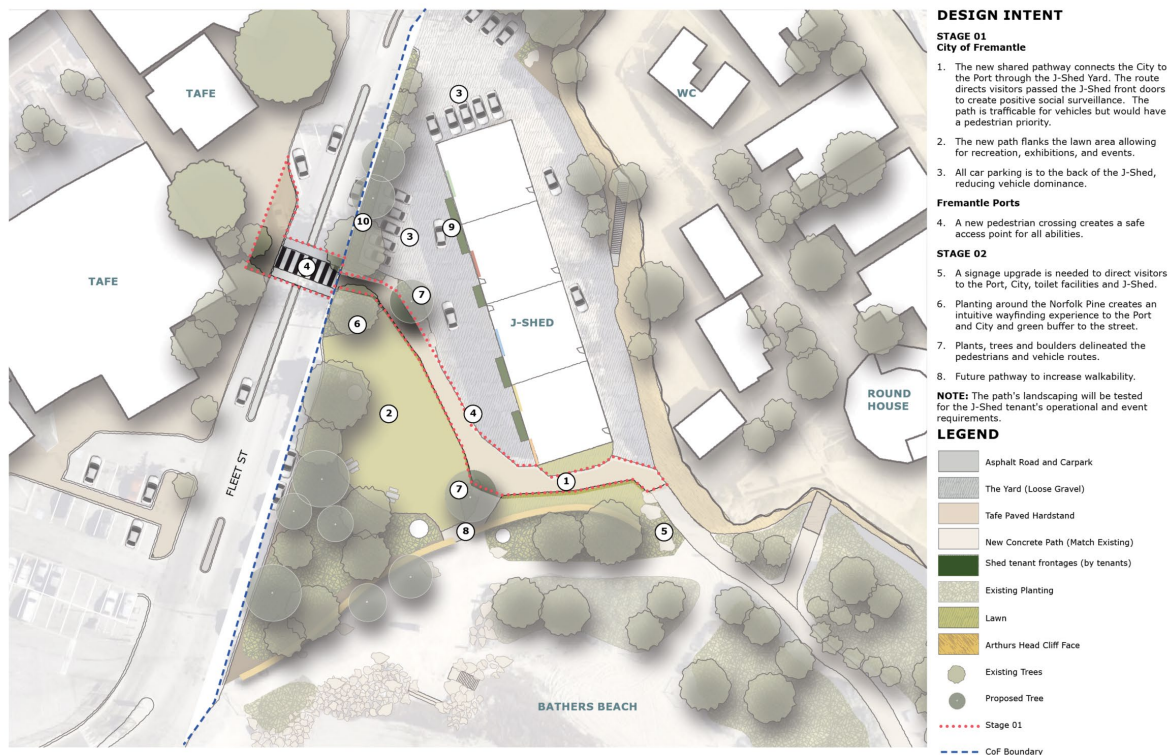 TAFE
WC
3
10
3
9
4
TAFE
7
6
J-SHED
ROUND
HOUSE
2
4
FLEET ST
1
7
8
5
BATHERS BEACH
DESIGN INTENT
STAGE 01
City of Fremantle
1. The new shared pathway connects the City to
the Port through the J-Shed Yard. The route
directs visitors passed the J-Shed front doors
to create positive social surveillance. The
path is trafficable for vehicles but would have
a pedestrian priority.
2. The new path flanks the lawn area allowing
for recreation, exhibitions, and events.
3. All car parking is to the back of the J-Shed,
reducing vehicle dominance.
Fremantle Ports
4. A new pedestrian crossing creates a safe
access point for all abilities.
STAGE 02
5. A signage upgrade is needed to direct visitors
to the Port, City, toilet facilities and J-Shed.
6. Planting around the Norfolk Pine creates an
intuitive wayfinding experience to the Port
and City and green buffer to the street.
7. Plants, trees and boulders delineated the
pedestrians and vehicle routes.
8. Future pathway to increase walkability.
NOTE: The path's landscaping will be tested
for the J-Shed tenant's operational and event
requirements.
LEGEND
Asphalt Road and Carpark
The Yard (Loose Gravel)
Tafe Paved Hardstand
New Concrete Path (Match Existing)
Shed tenant frontages (by tenants)
Existing Planting
Lawn
Arthurs Head Cliff Face
Existing Trees
Proposed Tree
Stage 01
CoF Boundary